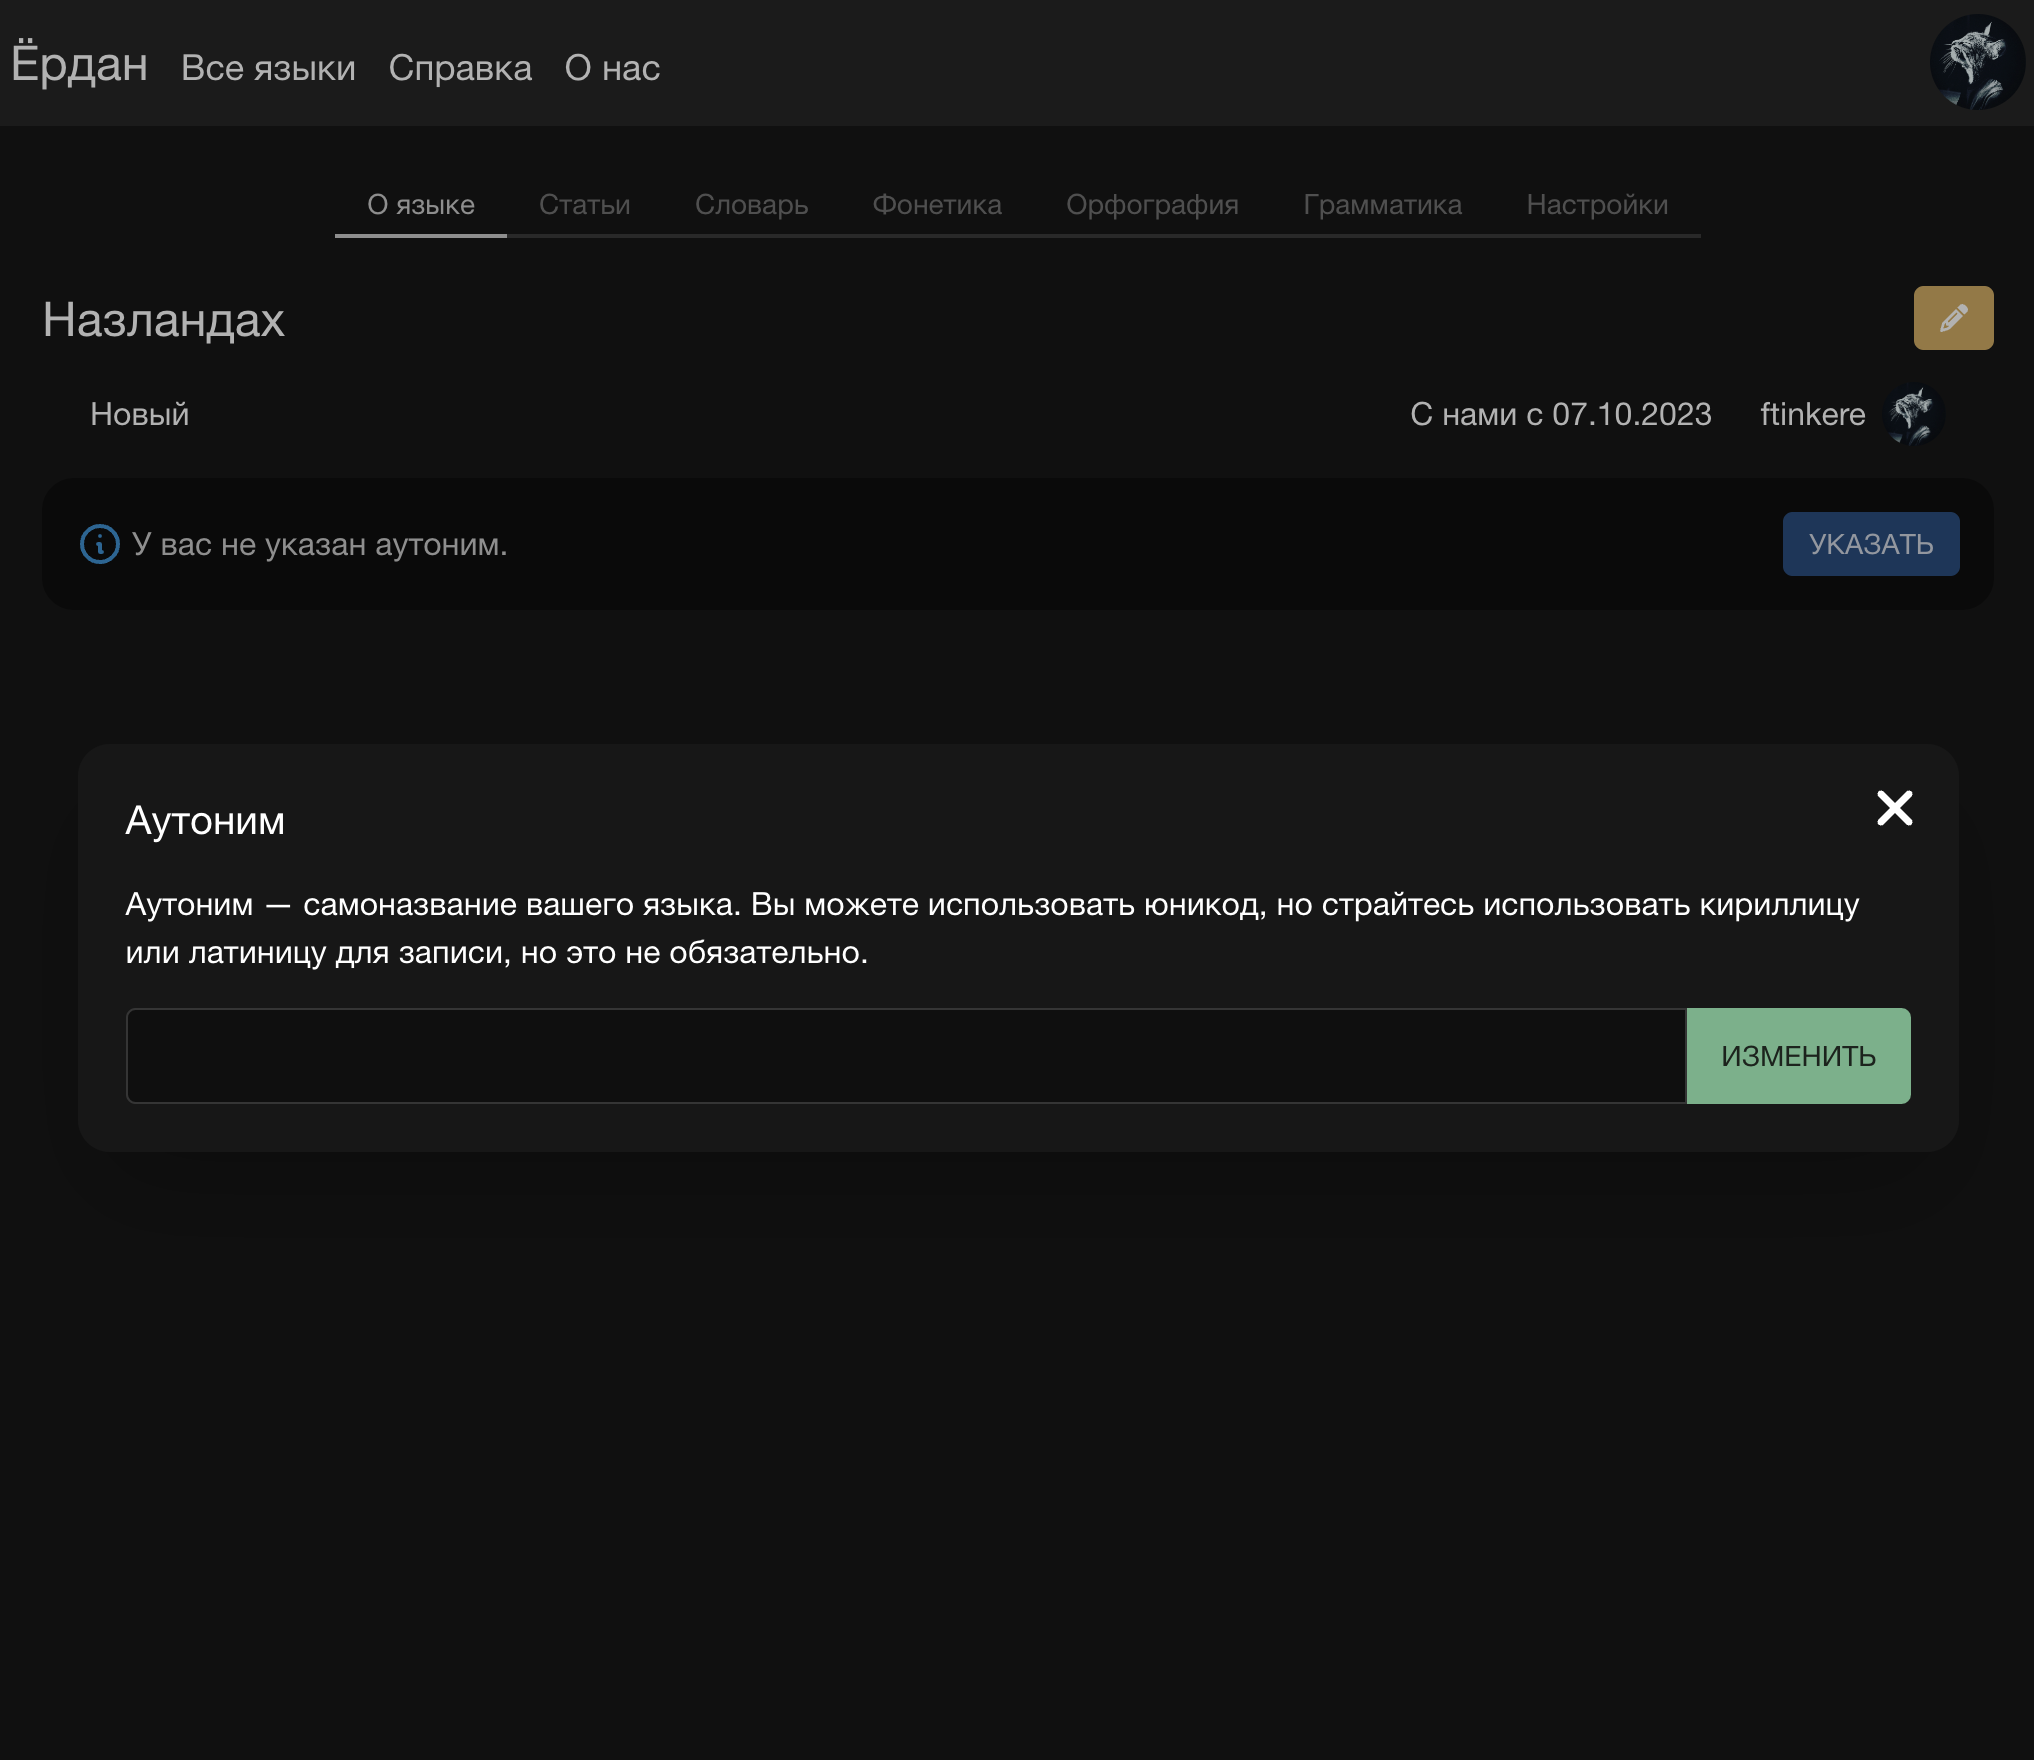 Ёрдан Все языки Справка О нас
О языке Статьи Словарь Фонетика Орфография Грамматика Настройки
Назландах
Новый С нами с 07.10.2023 ftinkere
У вас не указан аутоним. УКАЗАТЬ
Аутоним
Аутоним — самоназвание вашего языка. Вы можете использовать юникод, но страйтесь использовать кириллицу
или латиницу для записи, но это не обязательно.
ИЗМЕНИТЬ